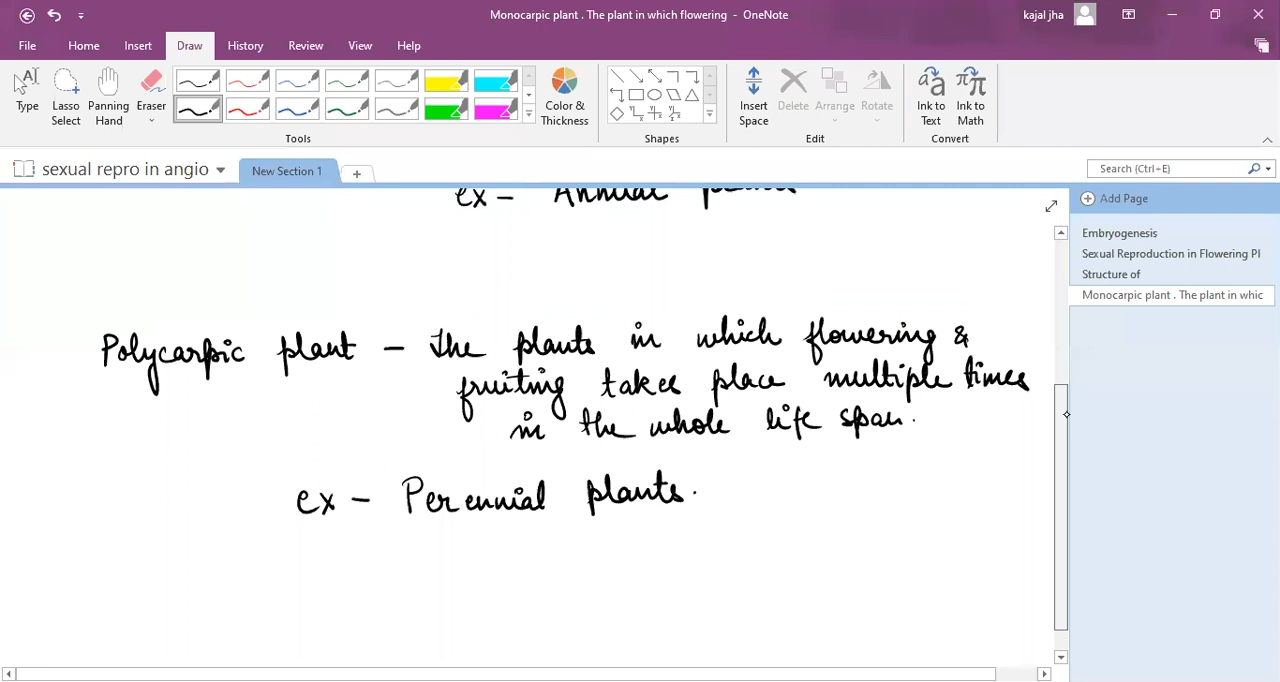 Monocarpic plant . The plant in which flowering - OneNote
kajal jha
File Home Insert Draw History Review View Help
Type Lasso Select Panning Hand Eraser Color & Thickness Insert Space Delete Arrange Rotate Ink to Text Ink to Math
Tools Shapes Edit Convert
sexual repro in angio New Section 1 Search (Ctrl+E)
Add Page
Embryogenesis
Sexual Reproduction in Flowering Pl
Structure of
Monocarpic plant . The plant in whic
ex - Annual plants
Polycarpic plant - The plants in which flowering &
fruiting takes place multiple times
in the whole life span.
ex - Perennial plants.